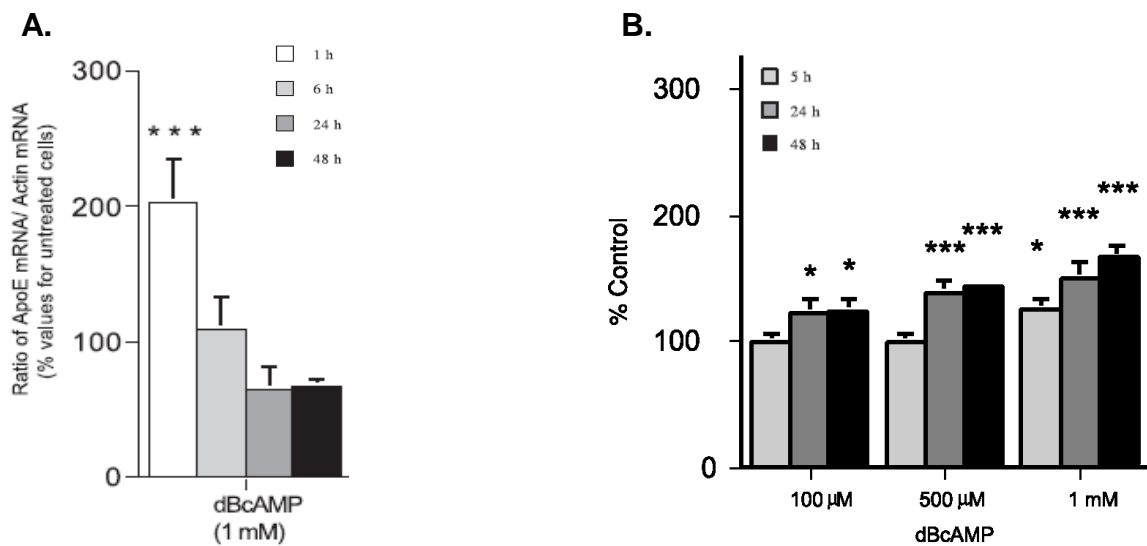 A.
1 h
6 h
24 h
48 h
300
200
100
0
* * *
Ratio of ApoE mRNA/ Actin mRNA
(% values for untreated cells)
dBcAMP
(1 mM)
B.
5 h
24 h
48 h
300
200
100
0
% Control
* * *** *** * *** ***
100 µM 500 µM 1 mM
dBcAMP